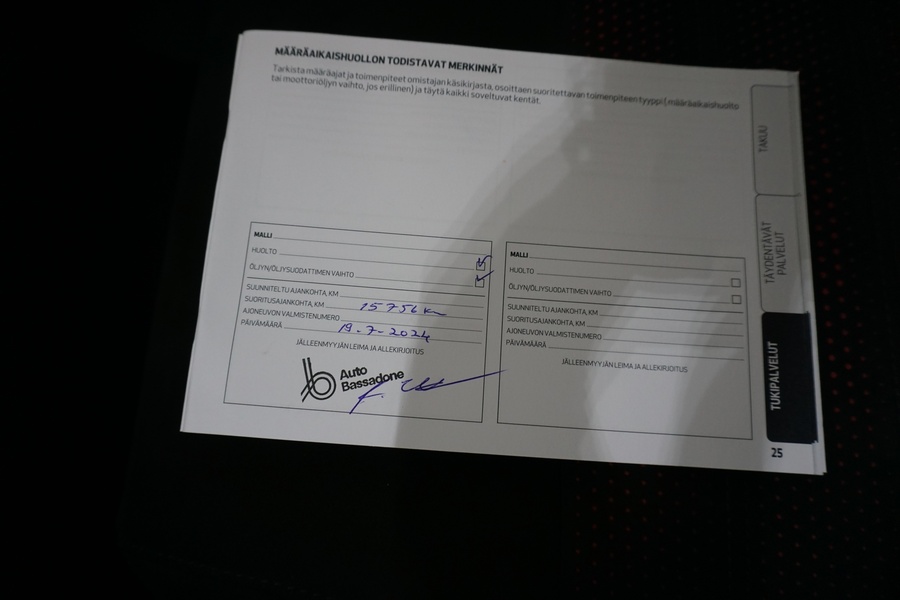 MÄÄRÄAIKAISHUOLLON TODISTAVAT MERKINNÄT
Tarkista määräajat ja toimenpiteet omistajan käsikirjasta, osoittaen suoritettavan toimenpiteen tyyppi (määräaikaishuolto
tai moottoriöljyn vaihto, jos erillinen) ja täytä kaikki soveltuvat kentät.
MALLI
HUOLTO
ÖLJYN/ÖLJYSUODATTIMEN VAIHTO
SUUNNITELTU AJANKOHTA, KM
SUORITUSAJANKOHTA, KM 15756 km
AJONEUVON VALMISTENUMERO
PÄIVÄMÄÄRÄ 19-7-2024
JÄLLEENMYYJÄN LEIMA JA ALLEKIRJOITUS
Auto
Bassadone
MALLI
HUOLTO
ÖLJYN/ÖLJYSUODATTIMEN VAIHTO
SUUNNITELTU AJANKOHTA, KM
SUORITUSAJANKOHTA, KM
AJONEUVON VALMISTENUMERO
PÄIVÄMÄÄRÄ
JÄLLEENMYYJÄN LEIMA JA ALLEKIRJOITUS
TAKUU
TÄYDENTÄVÄT
PALVELUT
TUKIPALVELUT
25